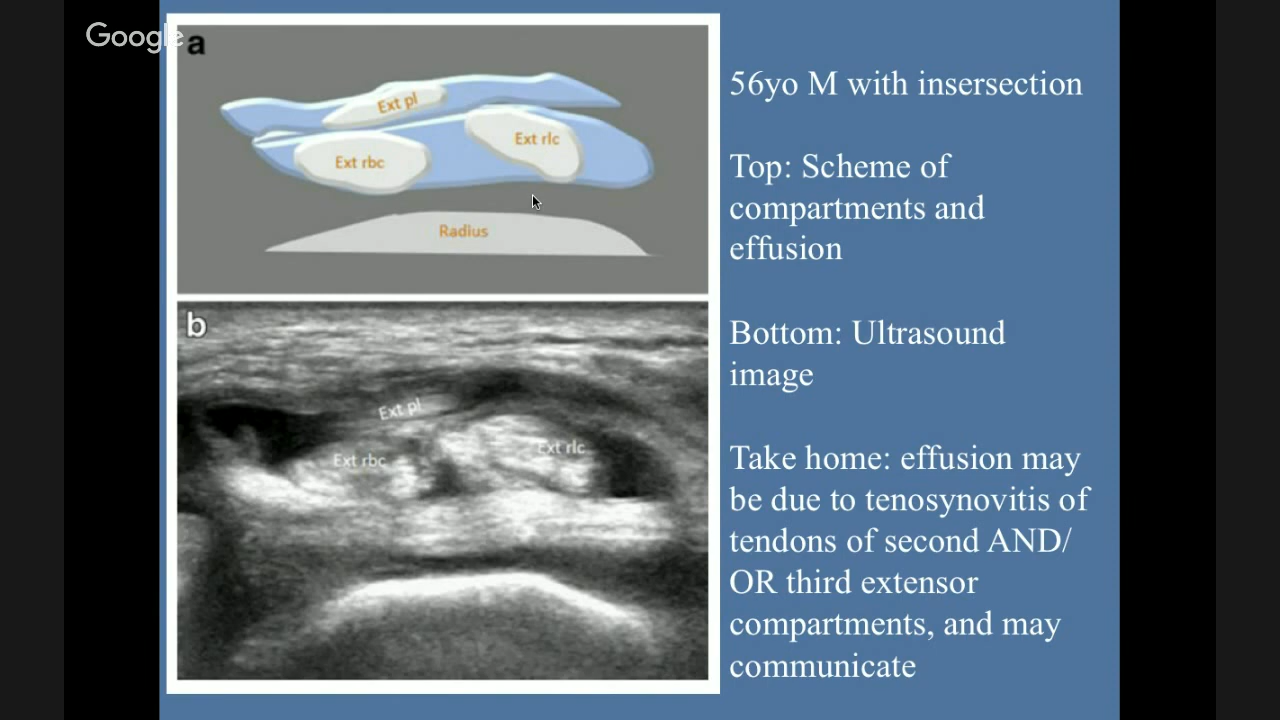 Google
a
Ext pl
Ext rbc
Ext rlc
Radius
b
Ext pl
Ext rbc
Ext rlc
56yo M with insersection
Top: Scheme of
compartments and
effusion
Bottom: Ultrasound
image
Take home: effusion may
be due to tenosynovitis of
tendons of second AND/
OR third extensor
compartments, and may
communicate